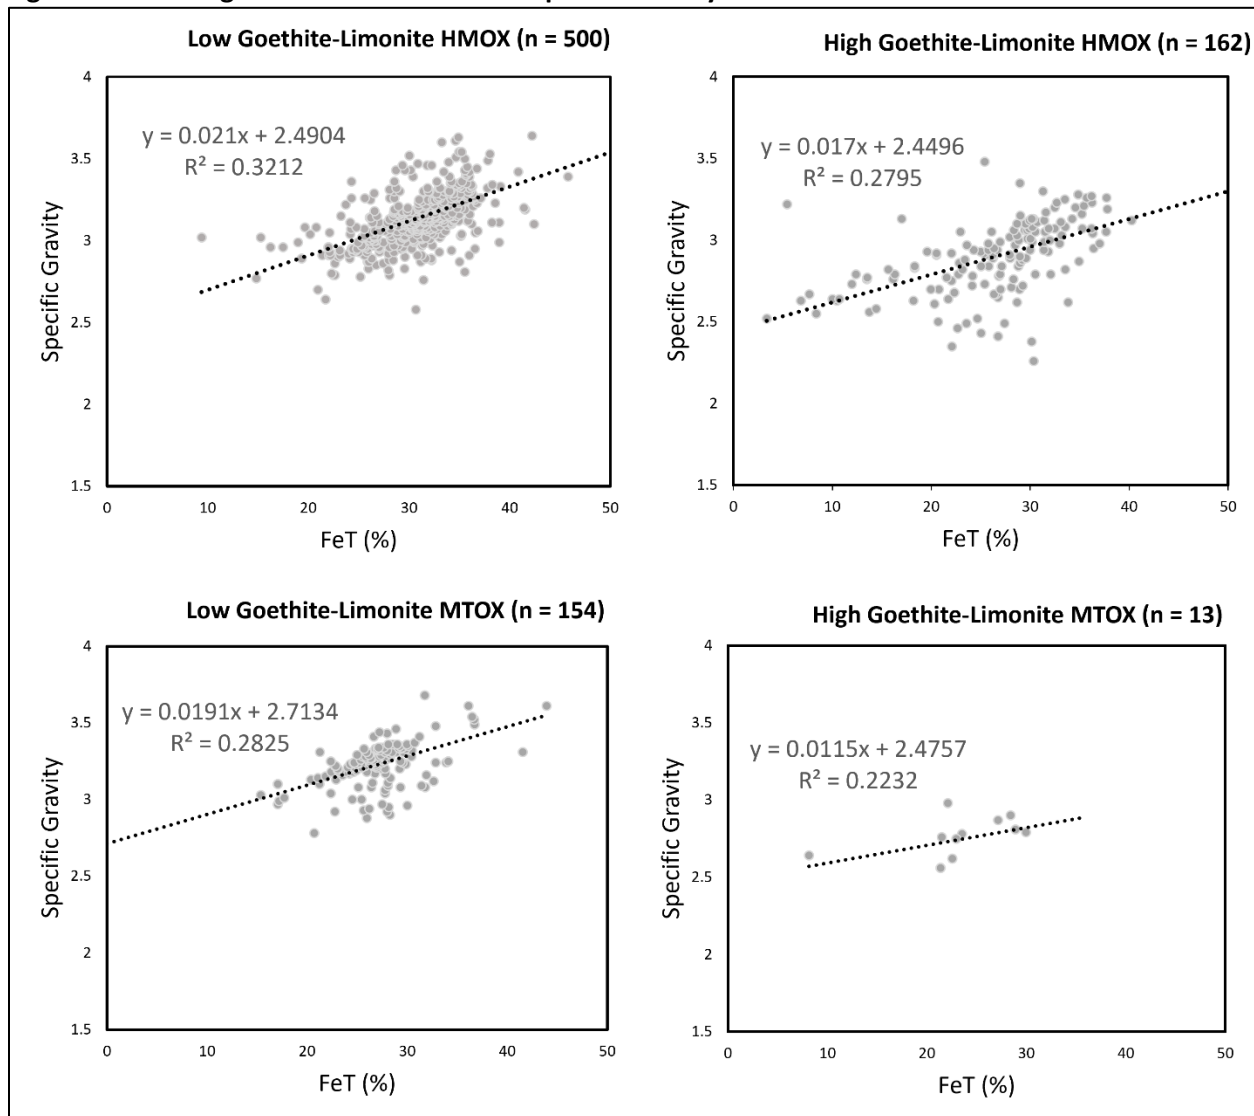 Low Goethite-Limonite HMOX (n = 500)
4
3.5
3
2.5
2
1.5
Specific Gravity
y = 0.021x + 2.4904
R² = 0.3212
0 10 20 30 40 50
FeT (%)
High Goethite-Limonite HMOX (n = 162)
4
3.5
3
2.5
2
1.5
Specific Gravity
y = 0.017x + 2.4496
R² = 0.2795
0 10 20 30 40 50
FeT (%)
Low Goethite-Limonite MTOX (n = 154)
4
3.5
3
2.5
2
1.5
Specific Gravity
y = 0.0191x + 2.7134
R² = 0.2825
0 10 20 30 40 50
FeT (%)
High Goethite-Limonite MTOX (n = 13)
4
3.5
3
2.5
2
1.5
Specific Gravity
y = 0.0115x + 2.4757
R² = 0.2232
0 10 20 30 40 50
FeT (%)